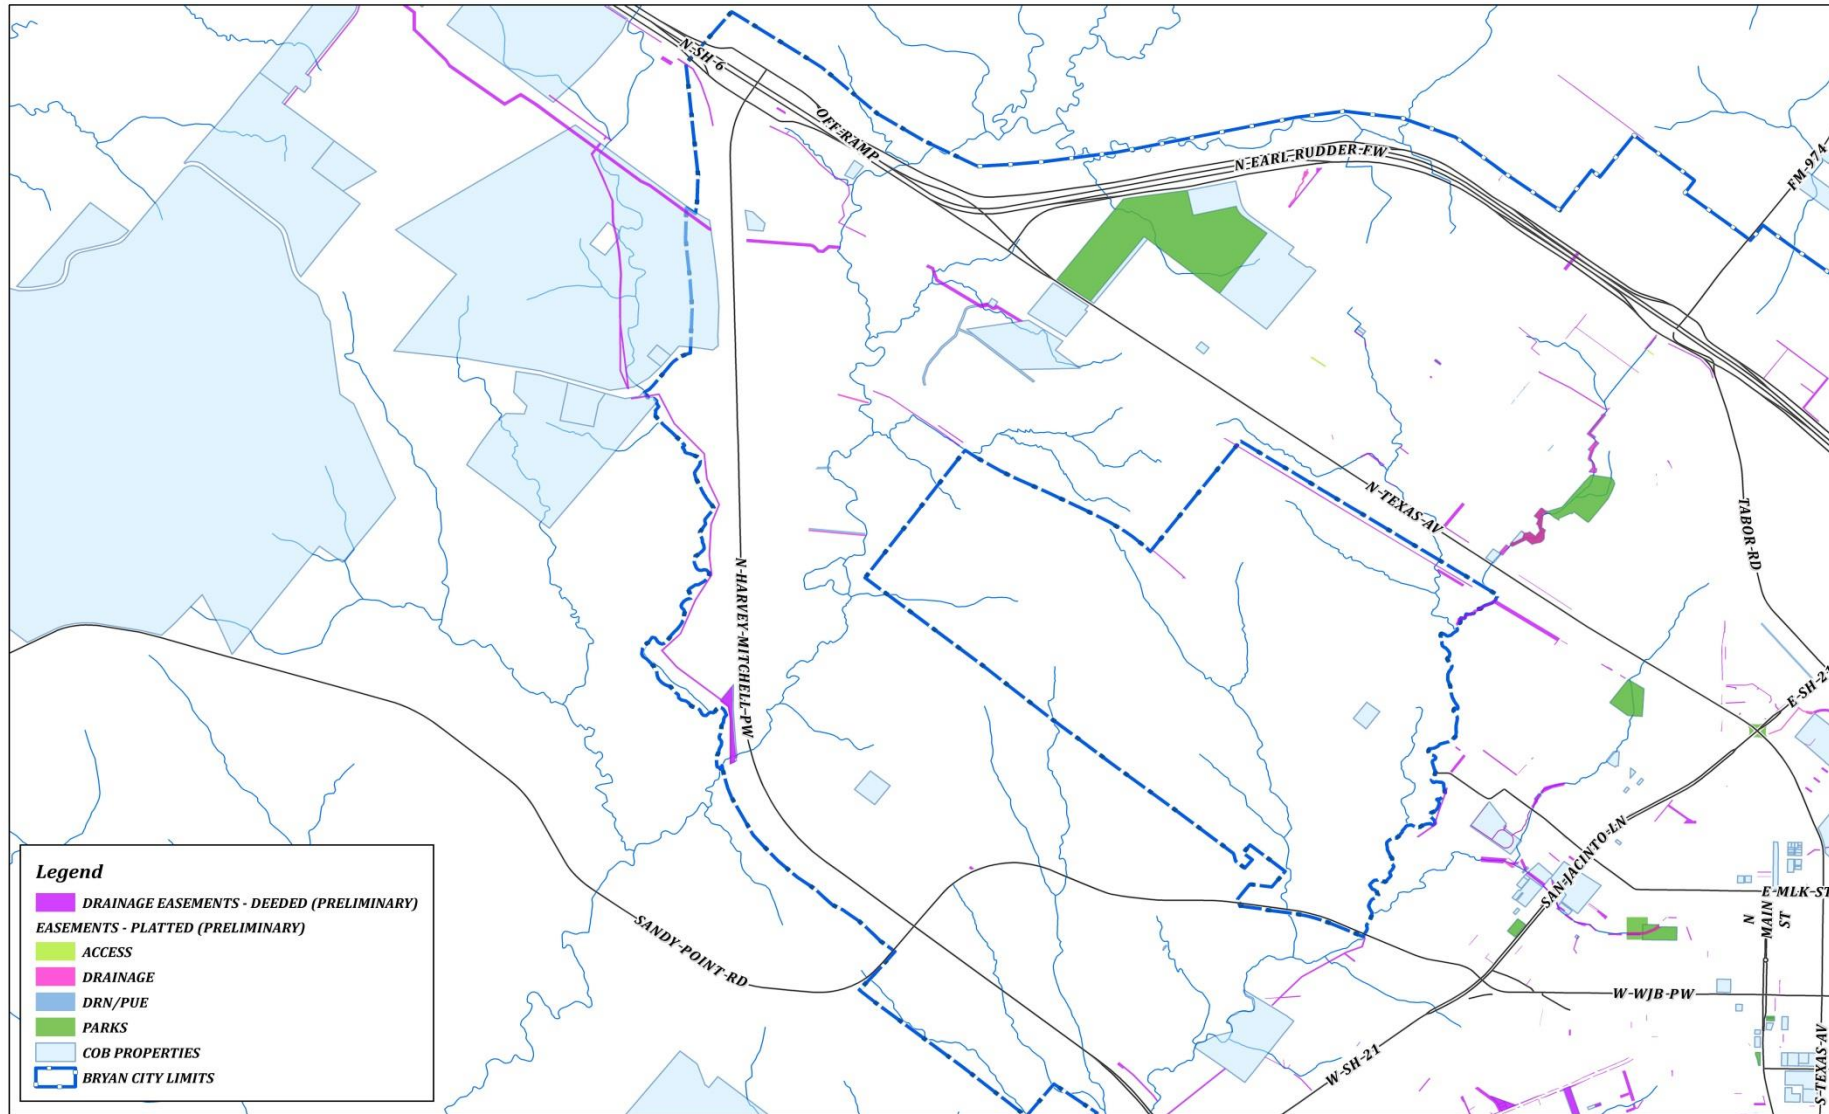 N-SH-6
OFF-RAMP
N-EARL-RUDDER-FW
FM-974
N-TEXAS-AV
TABOR-RD
N-HARVEY-MITCHELL-PW
E-SH-21
SAN-JACINTO-LN
E-MLK-ST
N
MAIN
ST
SANDY-POINT-RD
W-WJB-PW
W-SH-21
S-TEXAS-AV
Legend
DRAINAGE EASEMENTS - DEEDED (PRELIMINARY)
EASEMENTS - PLATTED (PRELIMINARY)
ACCESS
DRAINAGE
DRN/PUE
PARKS
COB PROPERTIES
BRYAN CITY LIMITS